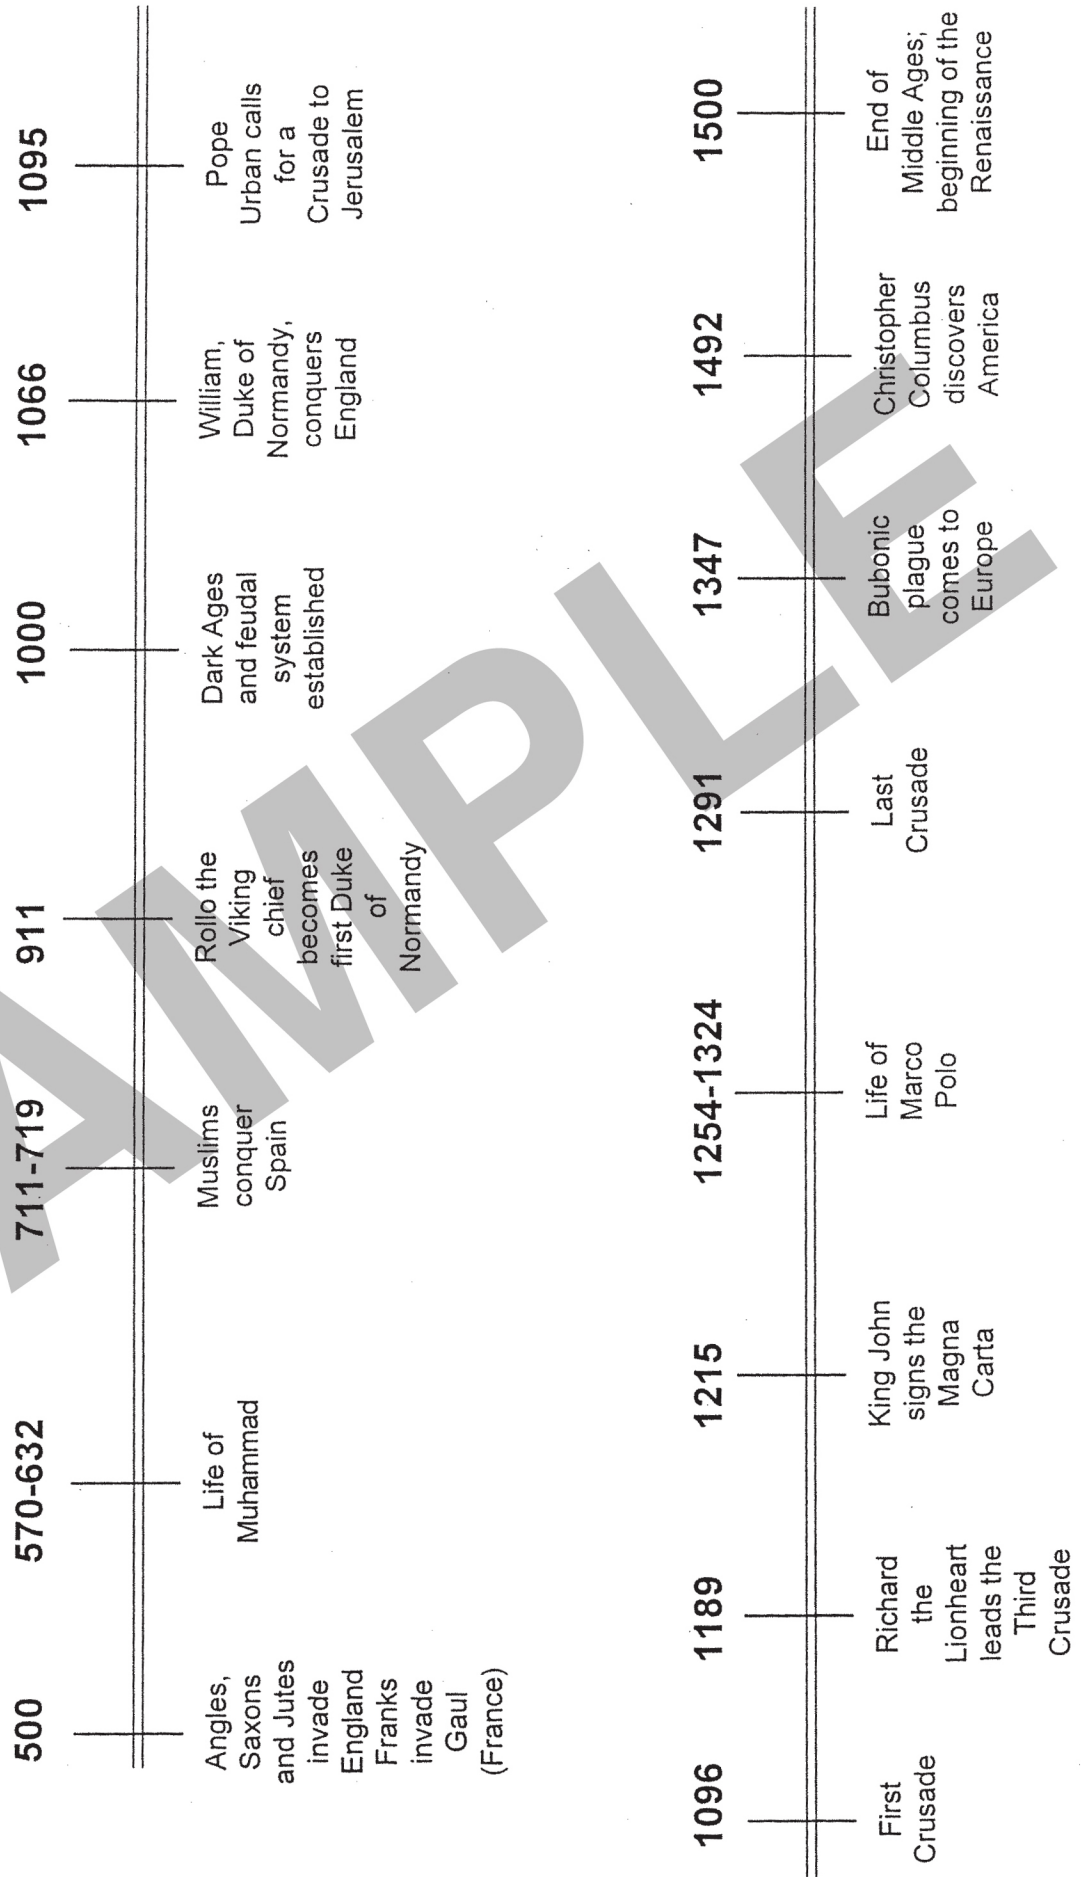 500
Angles,
Saxons
and Jutes
invade
England
Franks
invade
Gaul
(France)
570-632
Life of
Muhammad
711-719
Muslims
conquer
Spain
911
Rollo the
Viking
chief
becomes
first Duke
of
Normandy
1000
Dark Ages
and feudal
system
established
1066
William,
Duke of
Normandy,
conquers
England
1095
Pope
Urban calls
for a
Crusade to
Jerusalem
1096
First
Crusade
1189
Richard
the
Lionheart
leads the
Third
Crusade
1215
King John
signs the
Magna
Carta
1254-1324
Life of
Marco
Polo
1291
Last
Crusade
1347
Bubonic
plague
comes to
Europe
1492
Christopher
Columbus
discovers
America
1500
End of
Middle Ages;
beginning of the
Renaissance
AMPLE